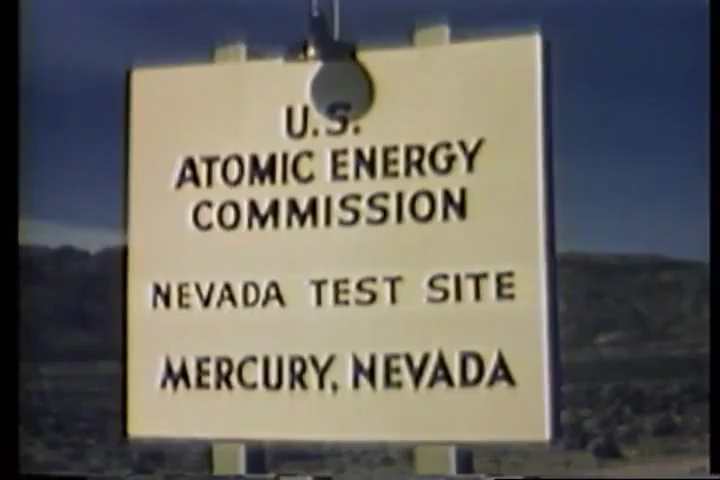 U.S.
ATOMIC ENERGY
COMMISSION
NEVADA TEST SITE
MERCURY, NEVADA